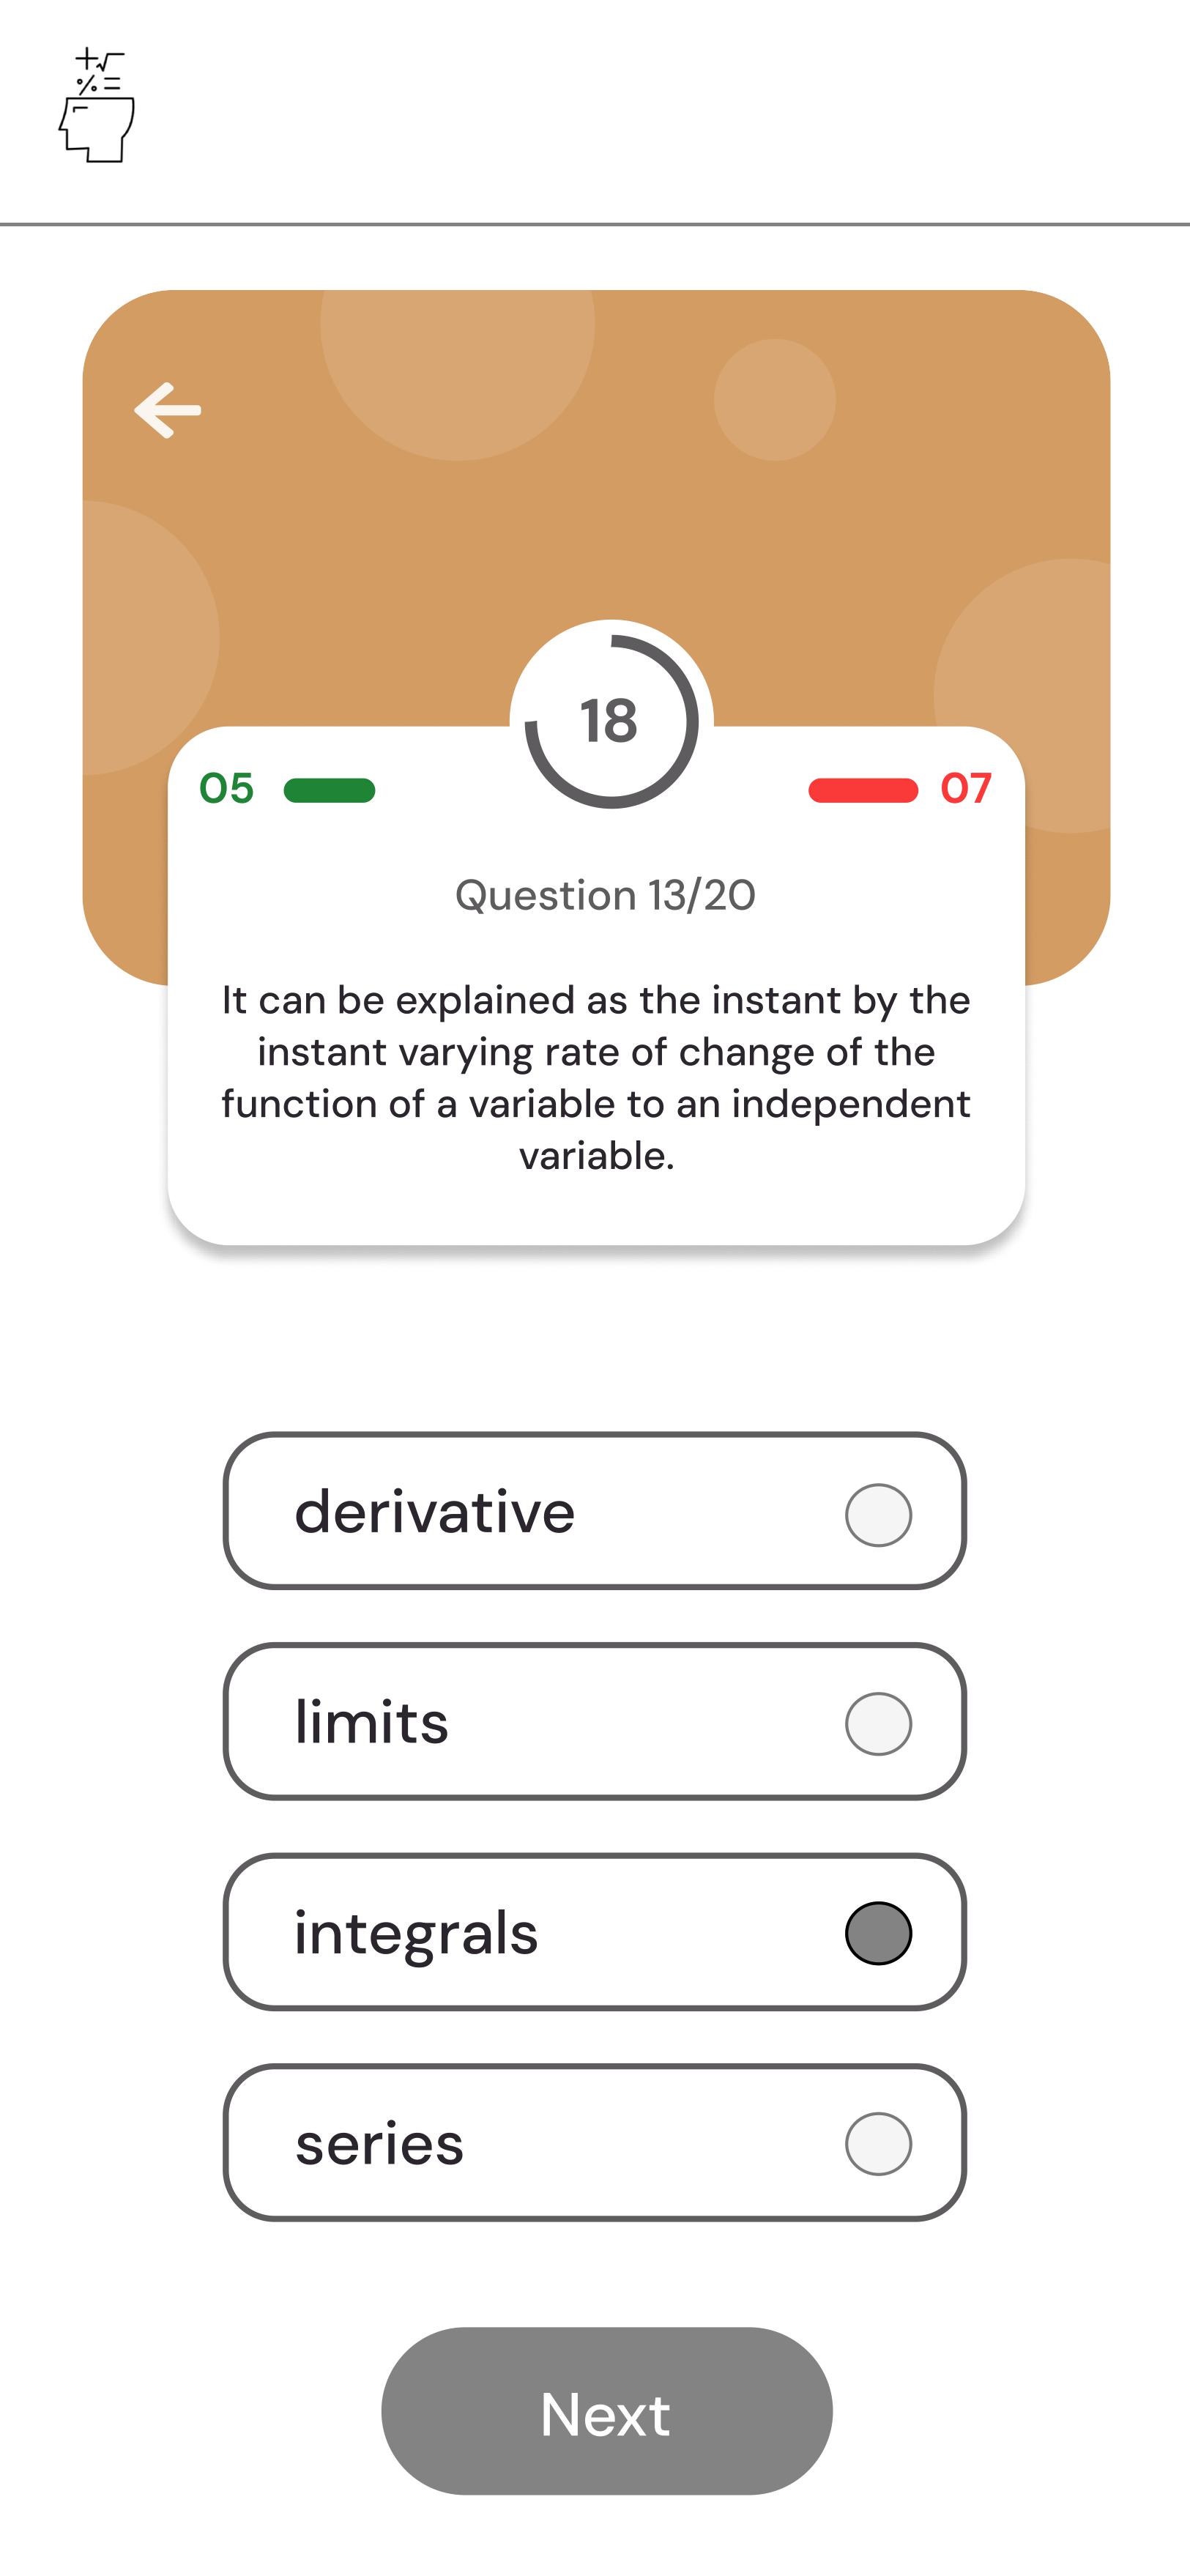 18
05
07
Question 13/20
It can be explained as the instant by the
instant varying rate of change of the
function of a variable to an independent
variable.
derivative
limits
integrals
series
Next